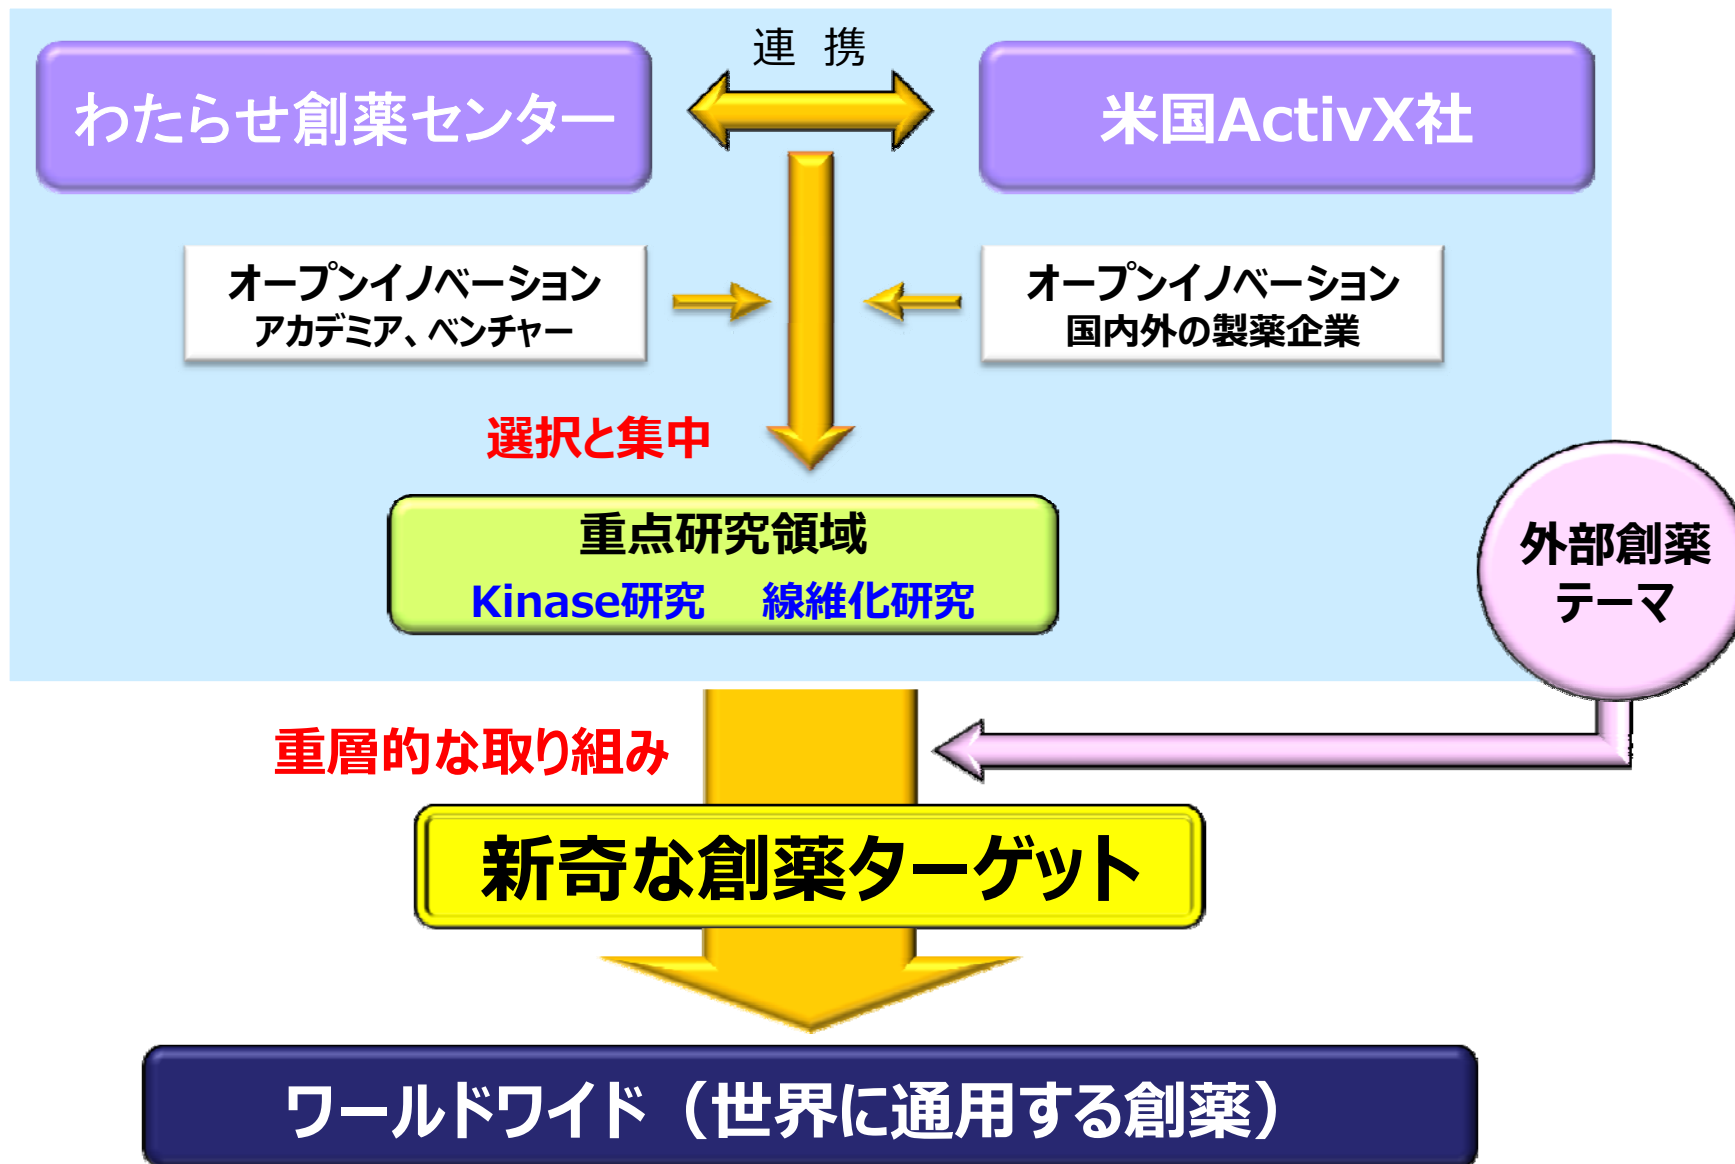 連 携
わたらせ創薬センター
米国ActivX社
オープンイノベーション
アカデミア、ベンチャー
オープンイノベーション
国内外の製薬企業
選択と集中
重点研究領域
Kinase研究 線維化研究
外部創薬
テーマ
重層的な取り組み
新奇な創薬ターゲット
ワールドワイド（世界に通用する創薬）